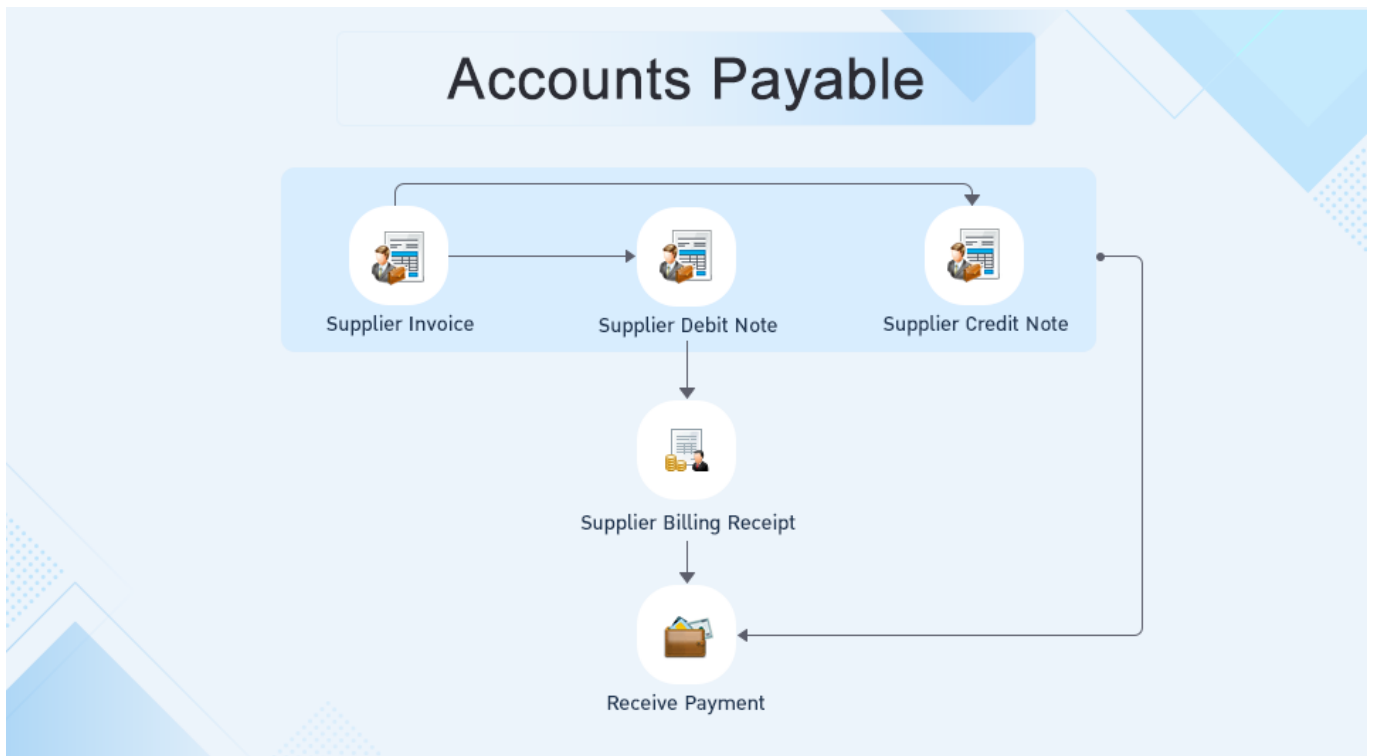 Accounts Payable
Supplier Invoice
Supplier Debit Note
Supplier Credit Note
Supplier Billing Receipt
Receive Payment